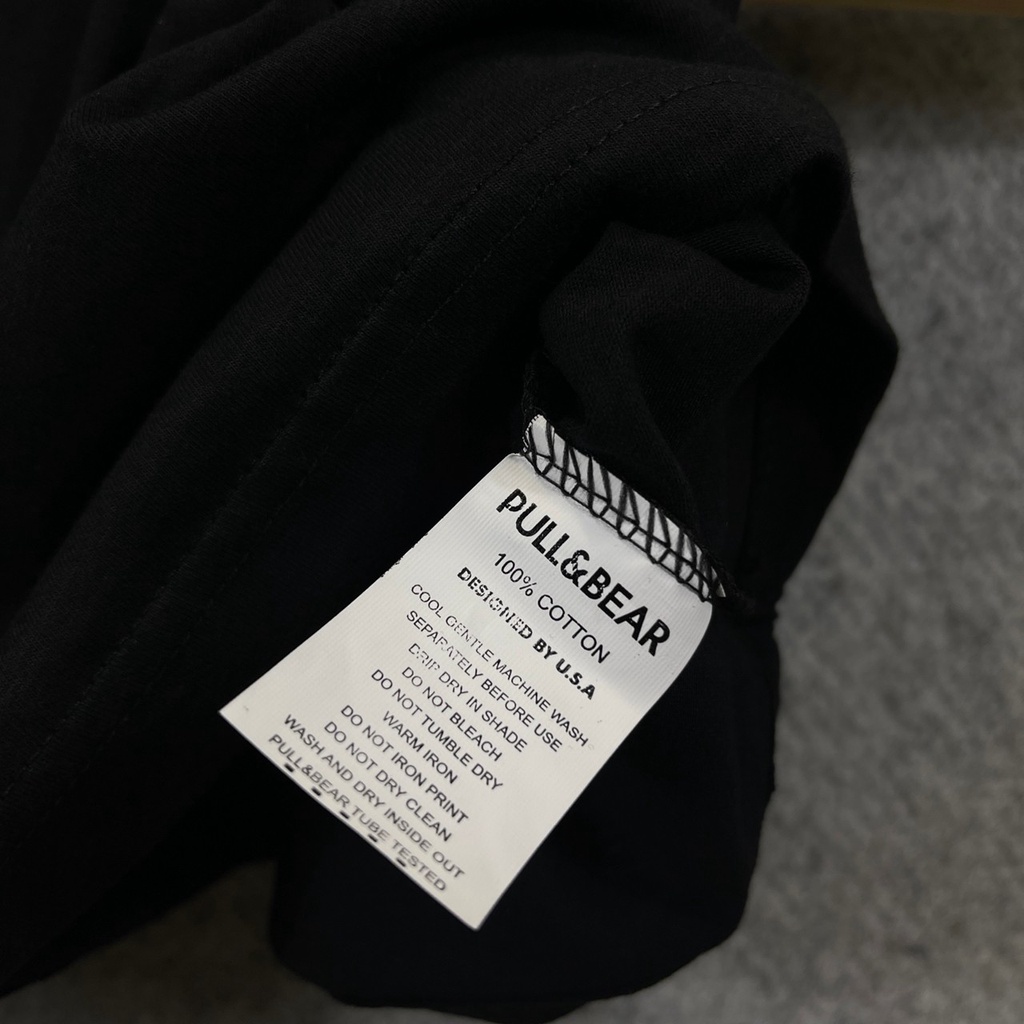 PULL&BEAR
100% COTTON
DESIGNED BY U.S.A
COOL GENTLE MACHINE WASH
SEPARATELY BEFORE USE
DRIP DRY IN SHADE
DO NOT BLEACH
DO NOT TUMBLE DRY
WARM IRON
DO NOT IRON PRINT
DO NOT DRY CLEAN
WASH AND DRY INSIDE OUT
PULL&BEAR TUBE TESTED